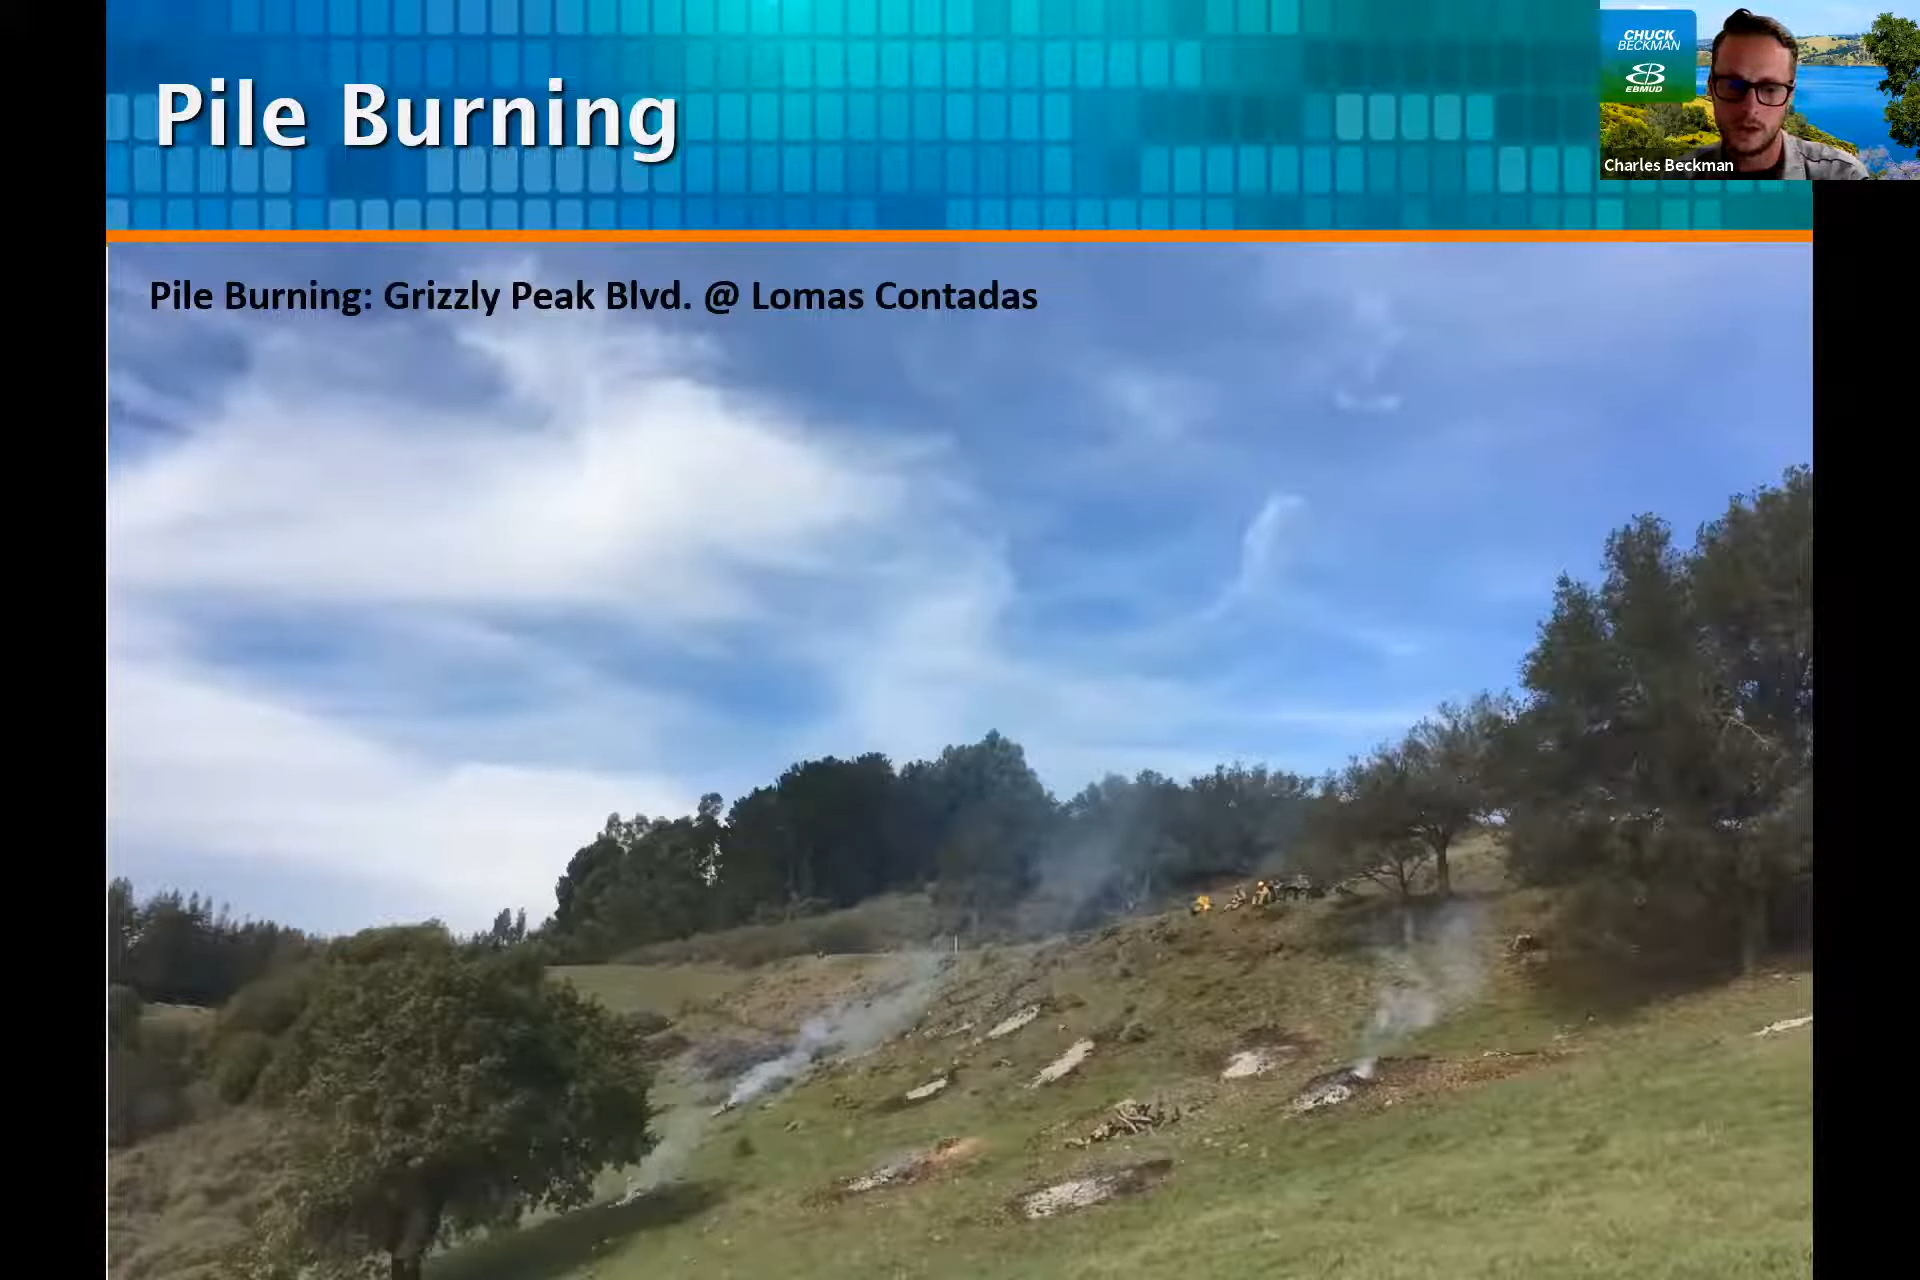 Pile Burning
CHUCK
BECKMAN
EBMUD
Charles Beckman
Pile Burning: Grizzly Peak Blvd. @ Lomas Contadas